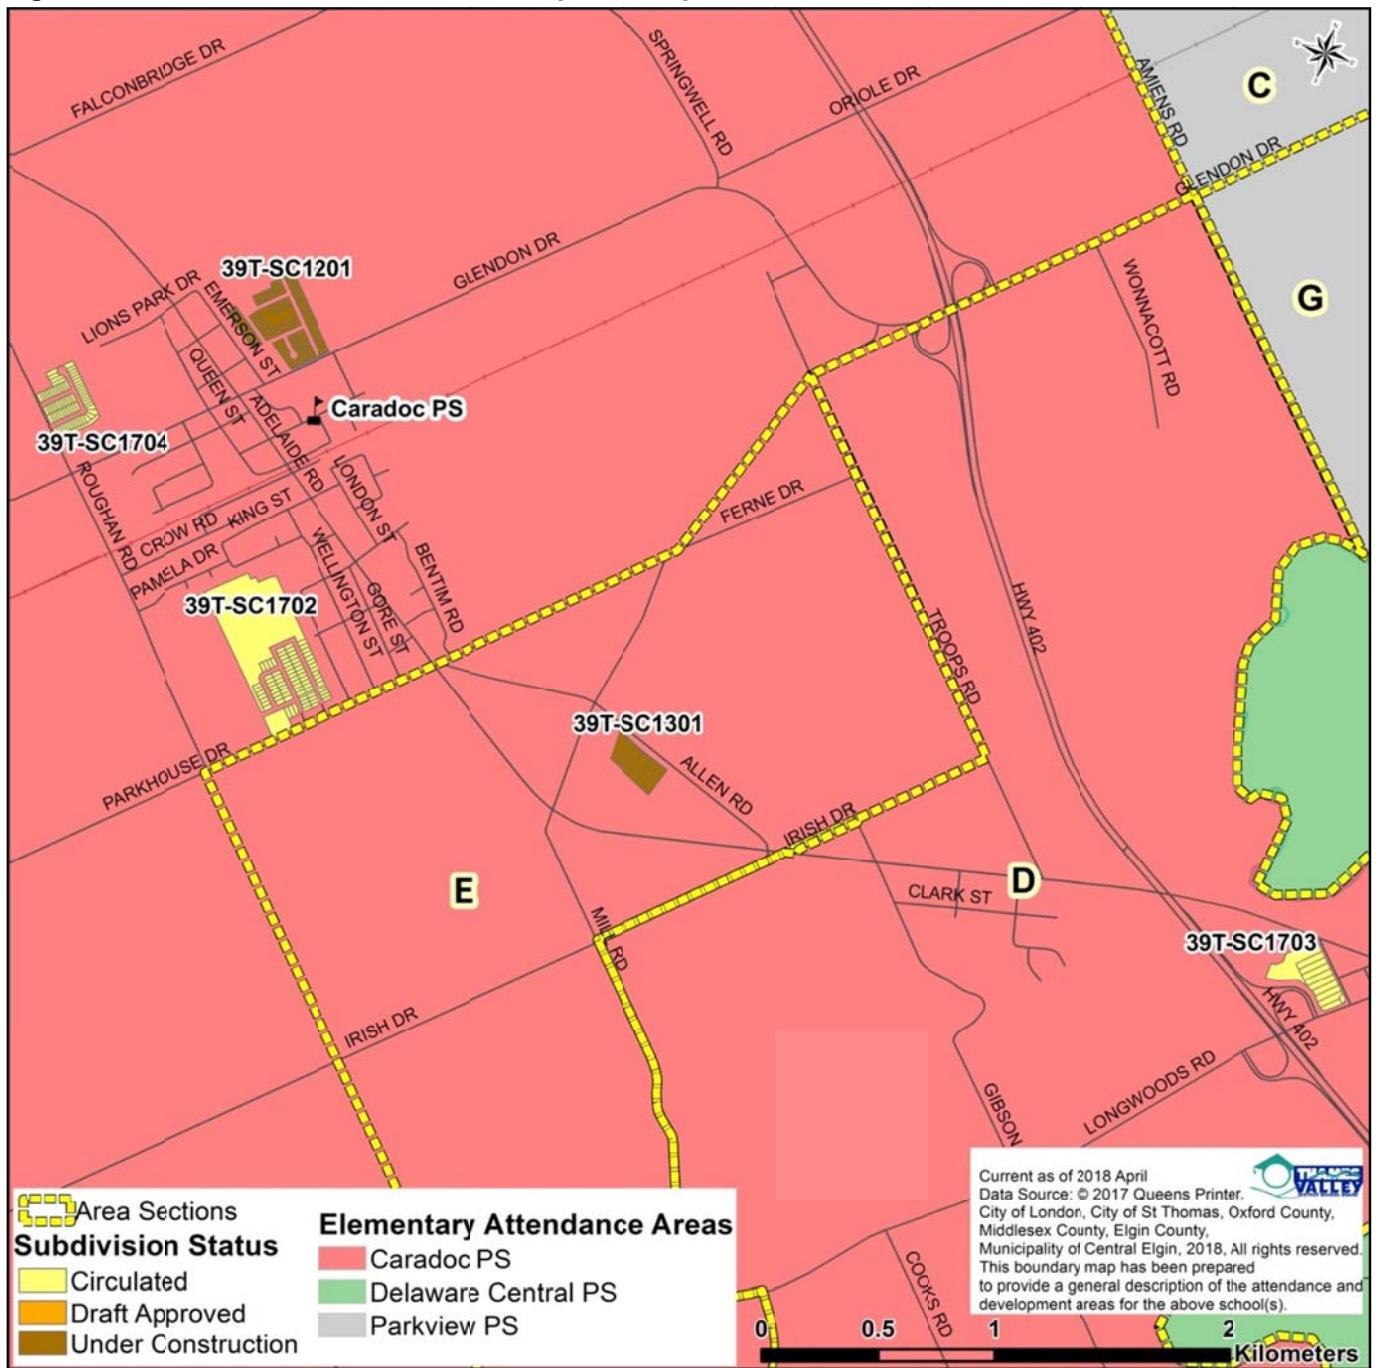 FALCONBRIDGE DR
SPRINGWELL RD
ORIOLE DR
AMIENS RD
C
GLENDON DR
39T-SC1201
GLENDON DR
LIONS PARK DR
EMERSON ST
WONNACOTT RD
G
QUEEN ST
ADELAIDE RD
Caradoc PS
39T-SC1704
ROUGHAN RD
CROW RD
KING ST
LONDON ST
FERNE DR
PAMELA DR
WELLINGTON ST
GORE ST
BENTIM RD
39T-SC1702
HWY 402
TROOPS RD
39T-SC1301
PARKHOUSE DR
ALLEN RD
IRISH DR
E
D
CLARK ST
MILL RD
39T-SC1703
HWY 402
IRISH DR
LONGWOODS RD
GIBSON
COOKS RD
Area Sections
Subdivision Status
Circulated
Draft Approved
Under Construction
Elementary Attendance Areas
Caradoc PS
Delaware Central PS
Parkview PS
THAMES
VALLEY
Current as of 2018 April
Data Source: © 2017 Queens Printer.
City of London, City of St Thomas, Oxford County,
Middlesex County, Elgin County,
Municipality of Central Elgin, 2018, All rights reserved.
This boundary map has been prepared
to provide a general description of the attendance and
development areas for the above school(s).
0 0.5 1 2
Kilometers